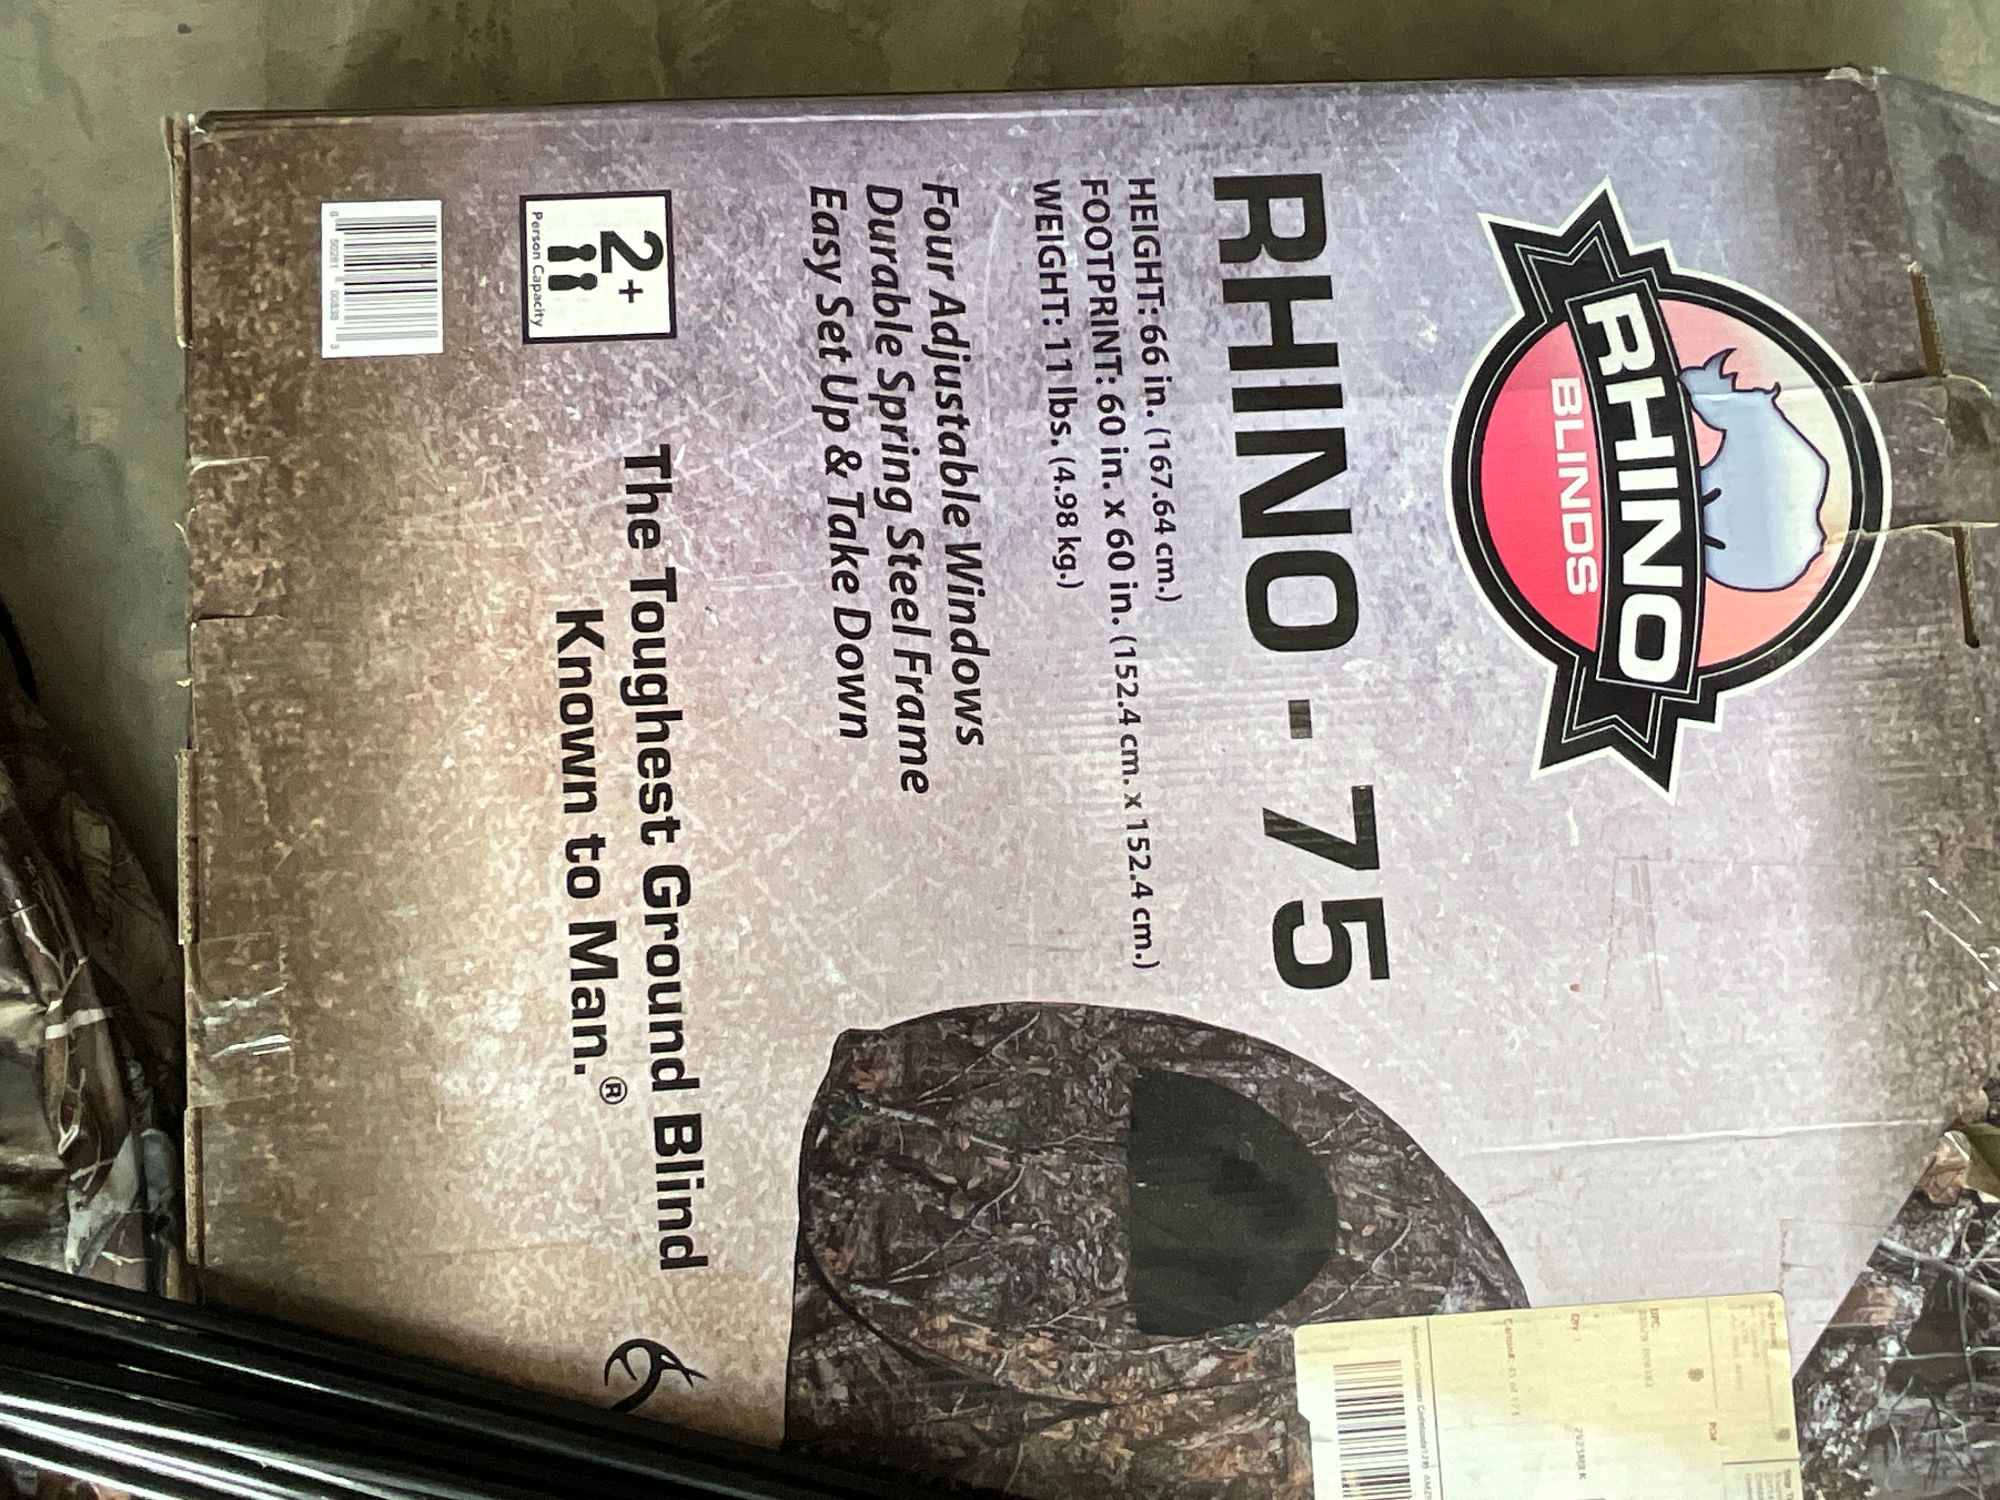 RHINO
BLINDS
RHINO - 75
HEIGHT: 66 in. (167.64 cm.)
FOOTPRINT: 60 in. x 60 in. (152.4 cm. x 152.4 cm.)
WEIGHT: 11 lbs. (4.98 kg.)
Four Adjustable Windows
Durable Spring Steel Frame
Easy Set Up & Take Down
The Toughest Ground Blind
Known to Man.®
2+
Person Capacity
UPC:
Qty